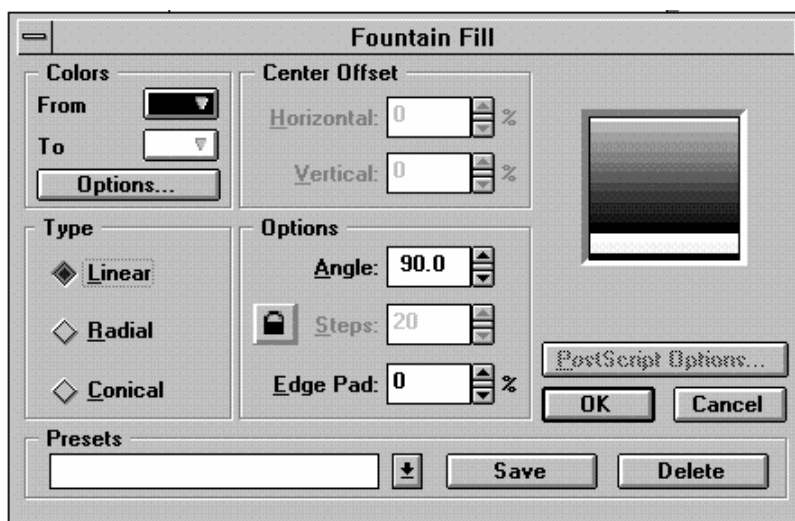 Fountain Fill
Colors
From
To
Options...
Center Offset
Horizontal: 0 %
Vertical: 0 %
Type
Linear
Radial
Conical
Options
Angle: 90.0
Steps: 20
Edge Pad: 0 %
PostScript Options...
OK Cancel
Presets
Save Delete